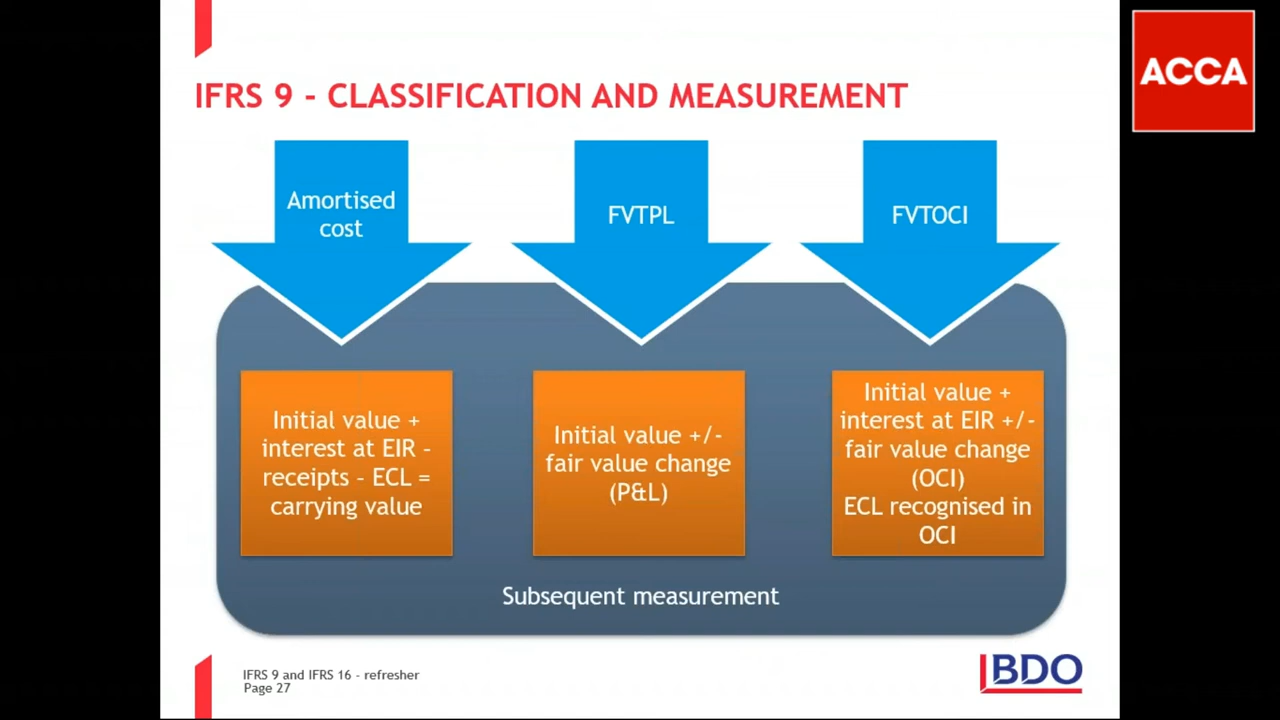 ACCA
IFRS 9 - CLASSIFICATION AND MEASUREMENT
Amortised
cost
FVTPL
FVTOCI
Initial value +
interest at EIR –
receipts – ECL =
carrying value
Initial value +/-
fair value change
(P&L)
Initial value +
interest at EIR +/-
fair value change
(OCI)
ECL recognised in
OCI
Subsequent measurement
IFRS 9 and IFRS 16 - refresher
Page 27
BDO